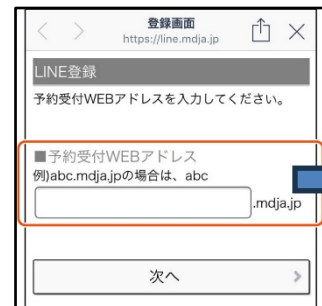 登録画面
https://line.mdja.jp
LINE登録
予約受付WEBアドレスを入力してください。
■予約受付WEBアドレス
例)abc.mdja.jpの場合は、abc
.mdja.jp
次へ